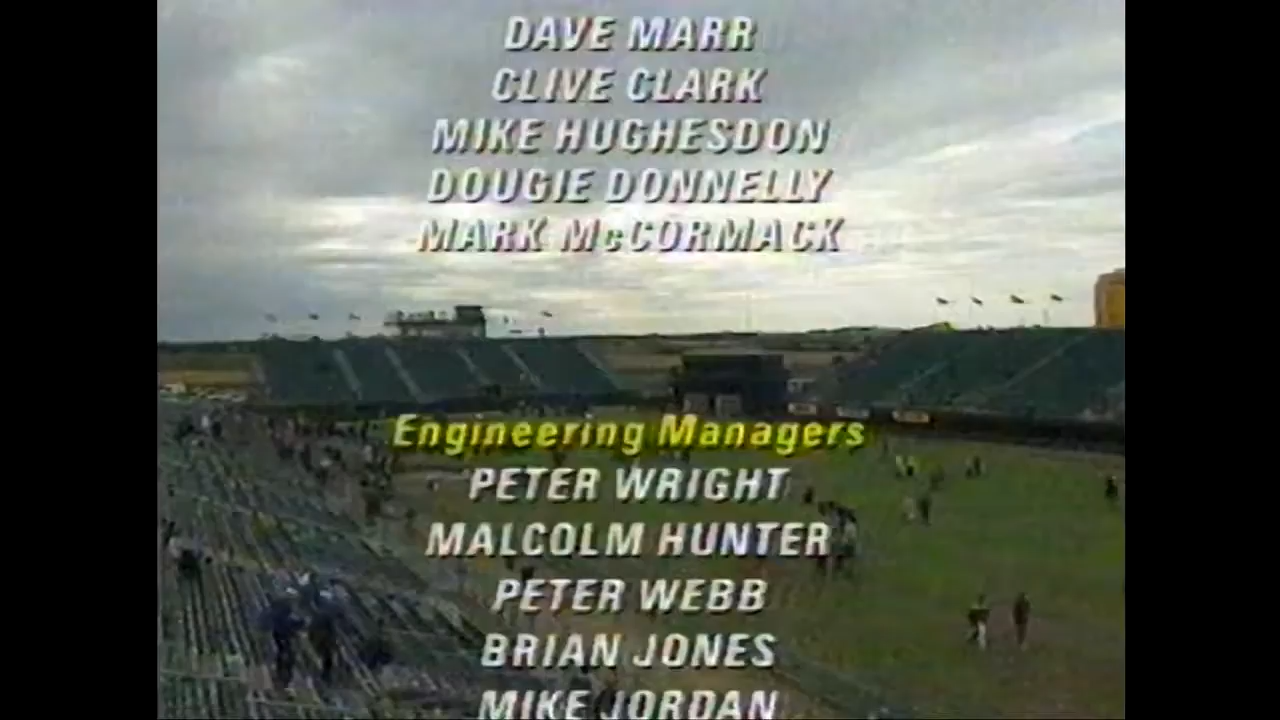 DAVE MARR
CLIVE CLARK
MIKE HUGHESDON
DOUGIE DONNELLY
MARK McCORMACK
Engineering Managers
PETER WRIGHT
MALCOLM HUNTER
PETER WEBB
BRIAN JONES
MIKE JORDAN